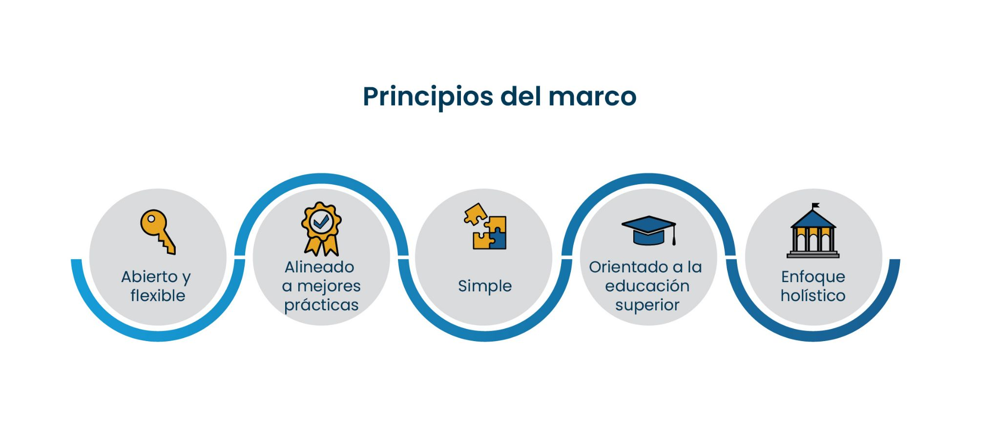 Principios del marco
Abierto y
flexible
Alineado
a mejores
prácticas
Simple
Orientado a la
educación
superior
Enfoque
holístico